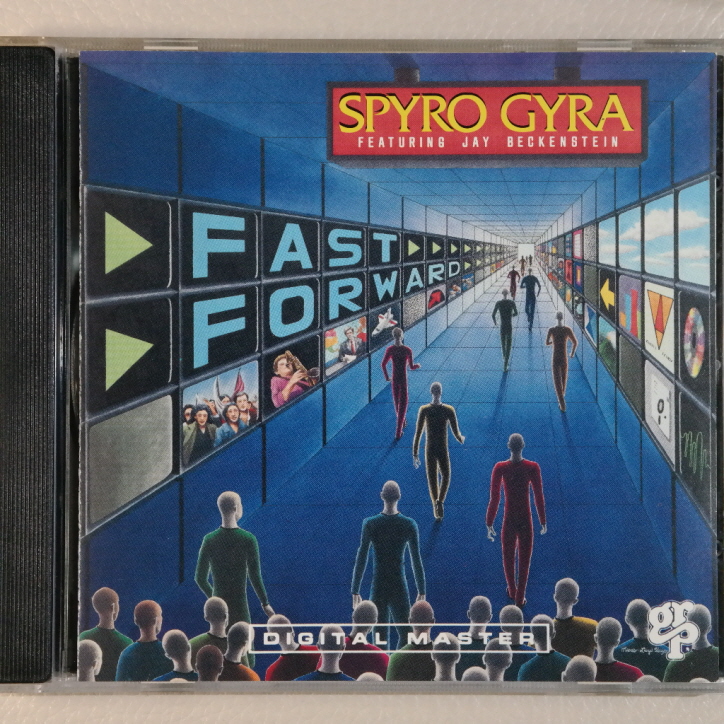 SPYRO GYRA
FEATURING JAY BECKENSTEIN
FAST
FORWARD
DIGITAL MASTER
grp